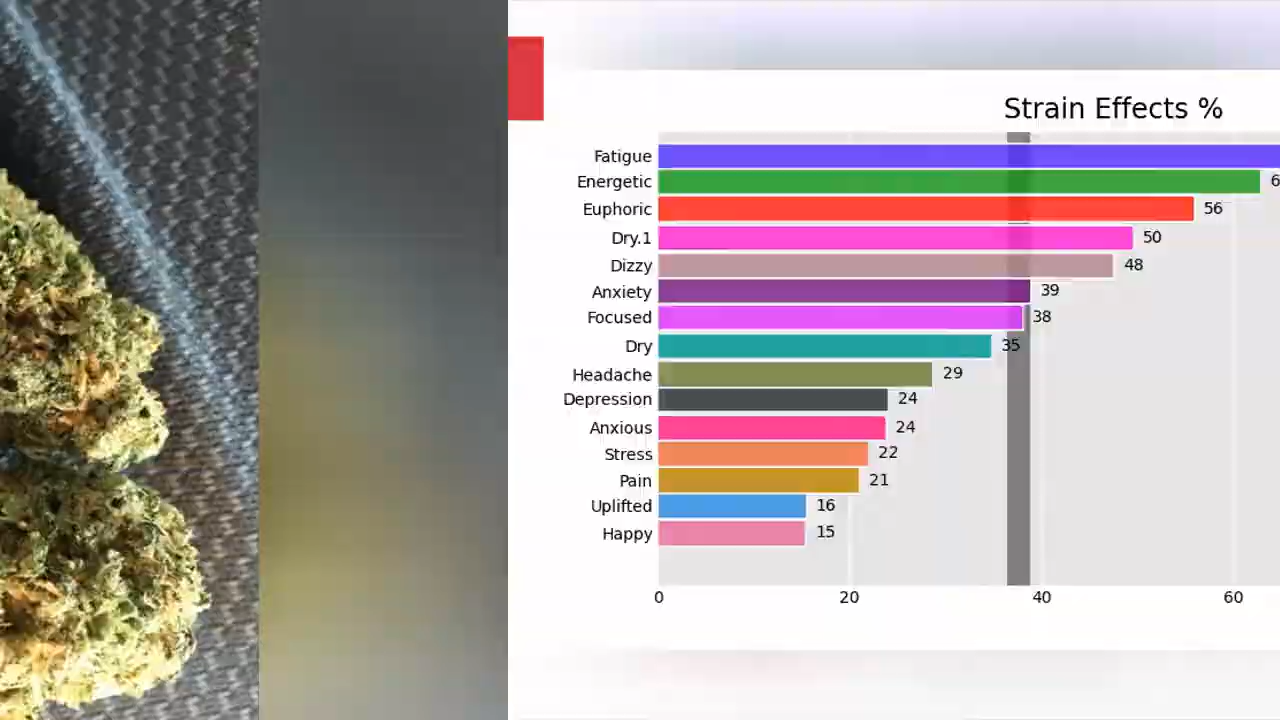 Strain Effects %
Fatigue
Energetic 6
Euphoric 56
Dry.1 50
Dizzy 48
Anxiety 39
Focused 38
Dry 35
Headache 29
Depression 24
Anxious 24
Stress 22
Pain 21
Uplifted 16
Happy 15
0 20 40 60